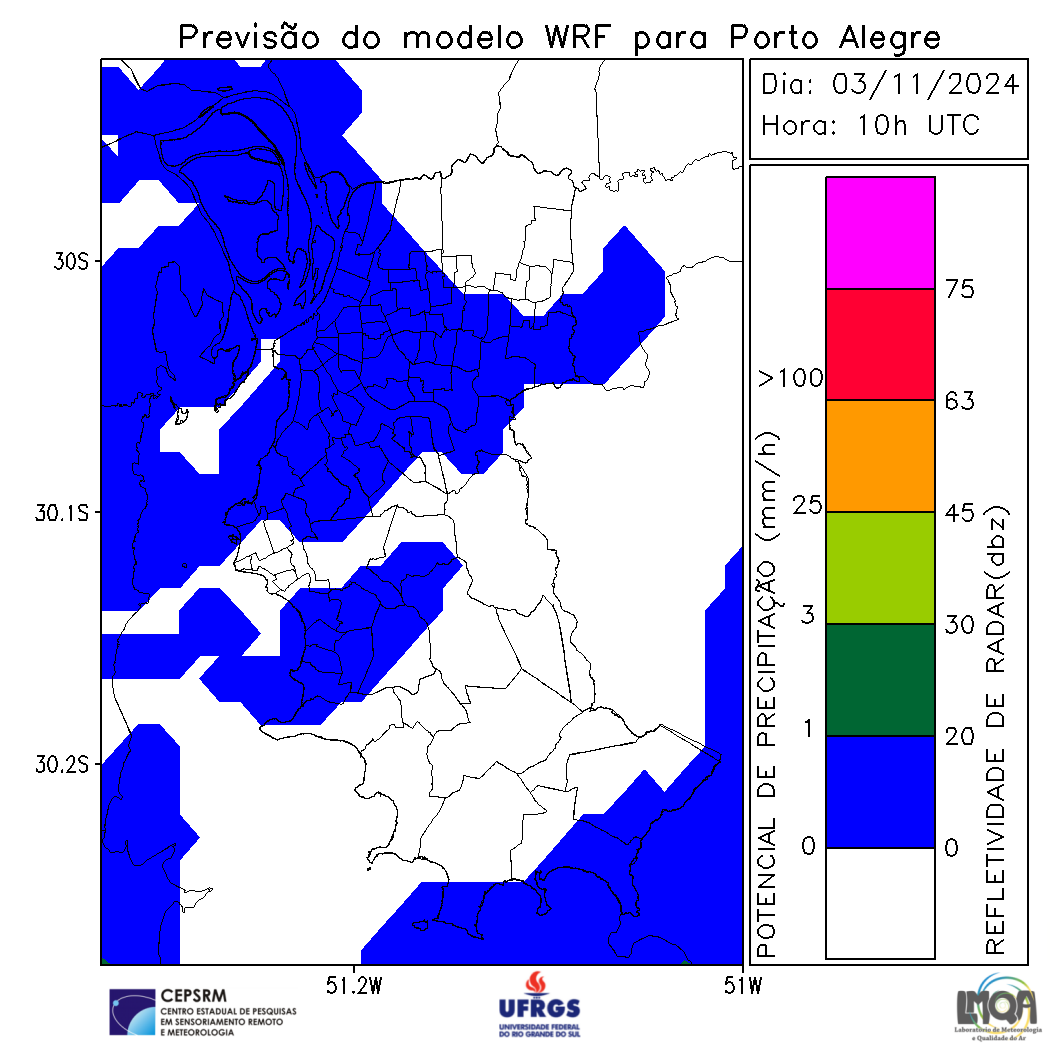 Previsão do modelo WRF para Porto Alegre
Dia: 03/11/2024
Hora: 10h UTC
30S
30.1S
30.2S
51.2W
51W
POTENCIAL DE PRECIPITAÇÃO (mm/h)
>100
25
3
1
0
75
63
45
30
20
0
REFLETIVIDADE DE RADAR(dbz)
CEPSRM
CENTRO ESTADUAL DE PESQUISAS
EM SENSORIAMENTO REMOTO
E METEOROLOGIA
UFRGS
UNIVERSIDADE FEDERAL
DO RIO GRANDE DO SUL
LMQA
Laboratório de Meteorologia
e Qualidade do Ar